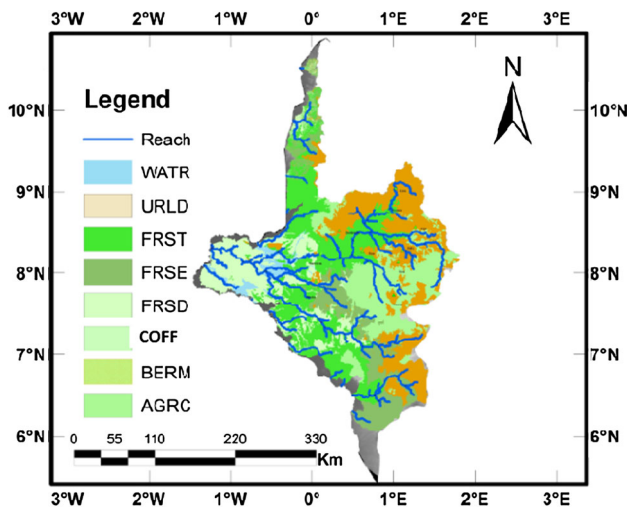 3°W 2°W 1°W 0° 1°E 2°E 3°E
N
10°N 10°N
Legend
Reach
9°N 9°N
WATR
URLD
FRST
8°N 8°N
FRSE
FRSD
COFF
7°N 7°N
BERM
AGRC
6°N 6°N
0 55 110 220 330
Km
3°W 2°W 1°W 0° 1°E 2°E 3°E